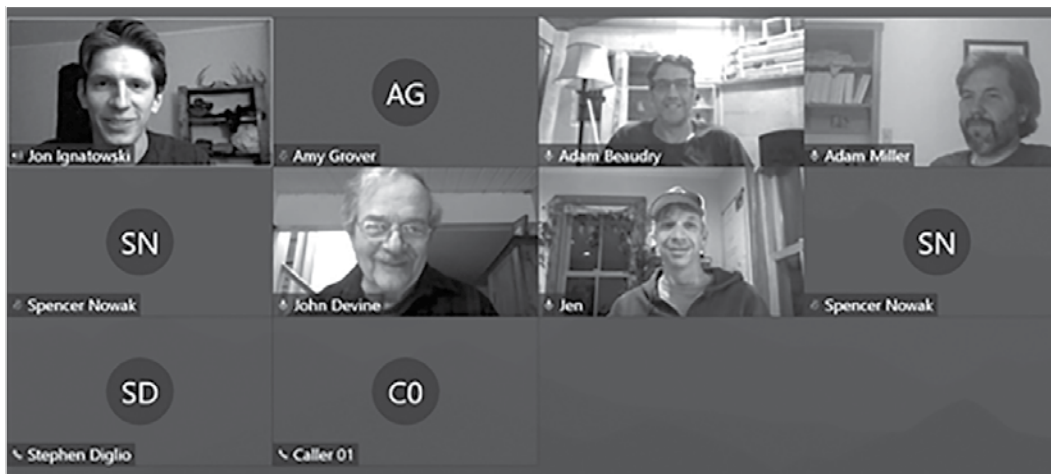 Jon Ignatowski
AG
Amy Grover
Adam Beaudry
Adam Miller
SN
Spencer Nowak
John Devine
Jen
SN
Spencer Nowak
SD
Stephen Diglio
C0
Caller 01